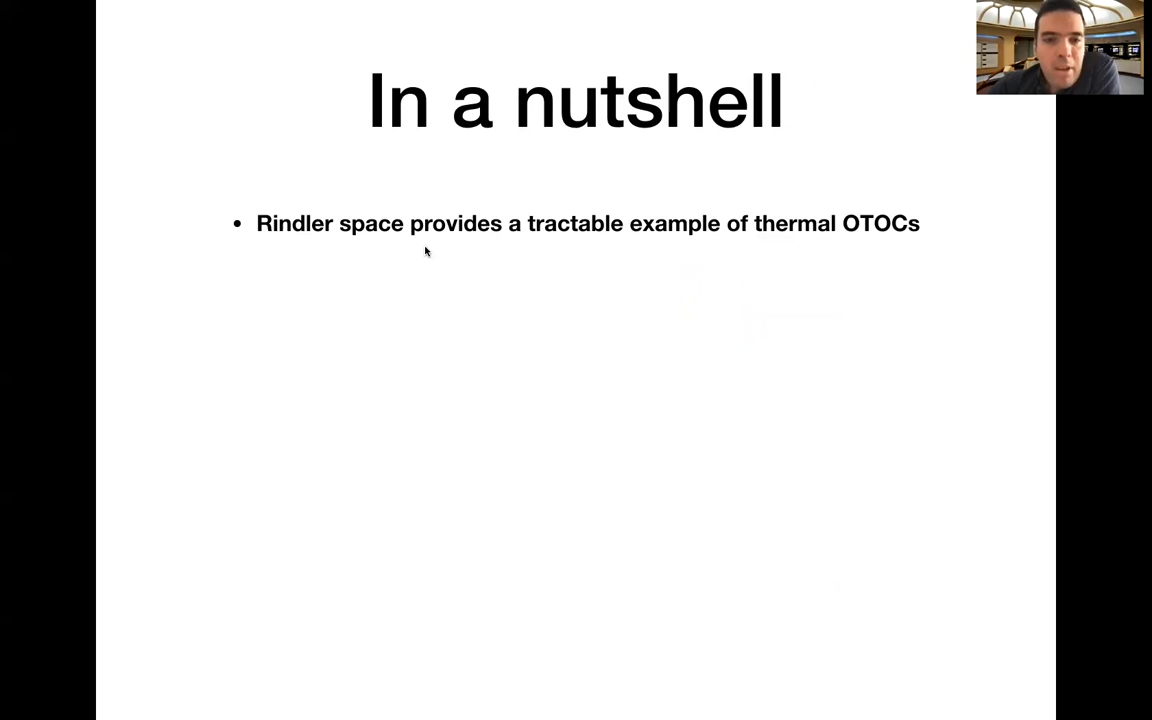 In a nutshell
• Rindler space provides a tractable example of thermal OTOCs